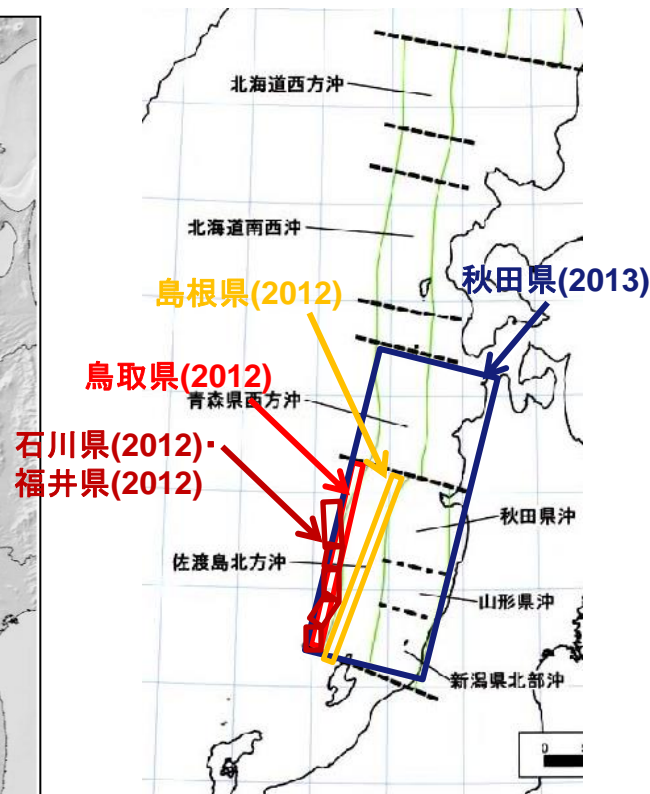 北海道西方沖
北海道南西沖
秋田県(2013)
島根県(2012)
鳥取県(2012)
青森県西方沖
石川県(2012)・
福井県(2012)
秋田県沖
佐渡島北方沖
山形県沖
新潟県北部沖
0